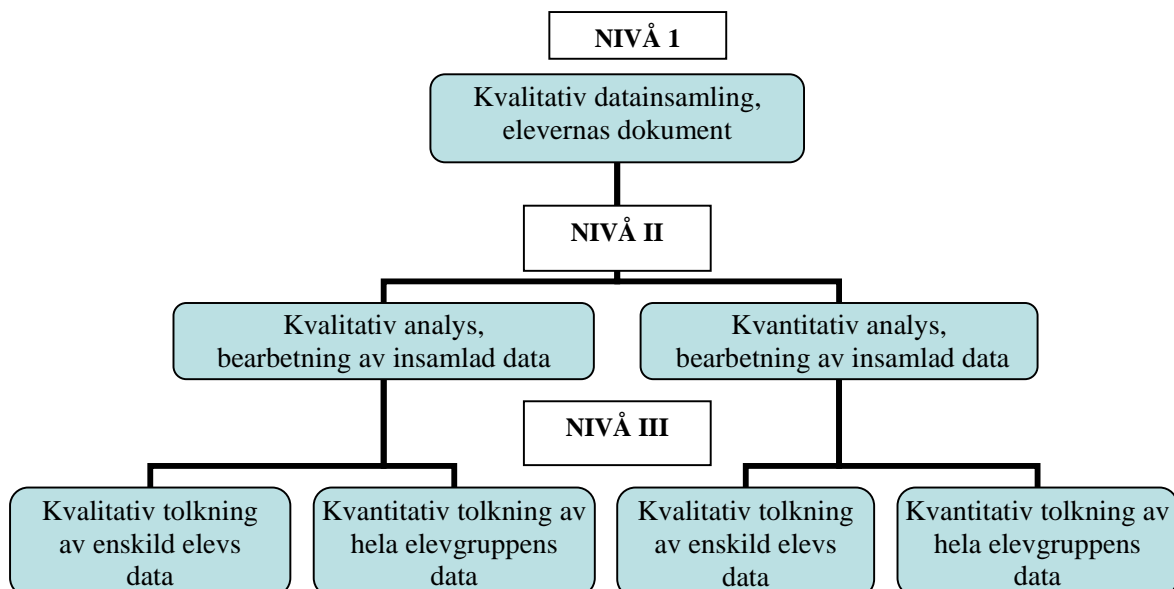 NIVÅ 1
Kvalitativ datainsamling,
elevernas dokument
NIVÅ II
Kvalitativ analys,
bearbetning av insamlad data
Kvantitativ analys,
bearbetning av insamlad data
NIVÅ III
Kvalitativ tolkning
av enskild elevs
data
Kvantitativ tolkning av
hela elevgruppens
data
Kvalitativ tolkning
av enskild elevs
data
Kvantitativ tolkning av
hela elevgruppens
data